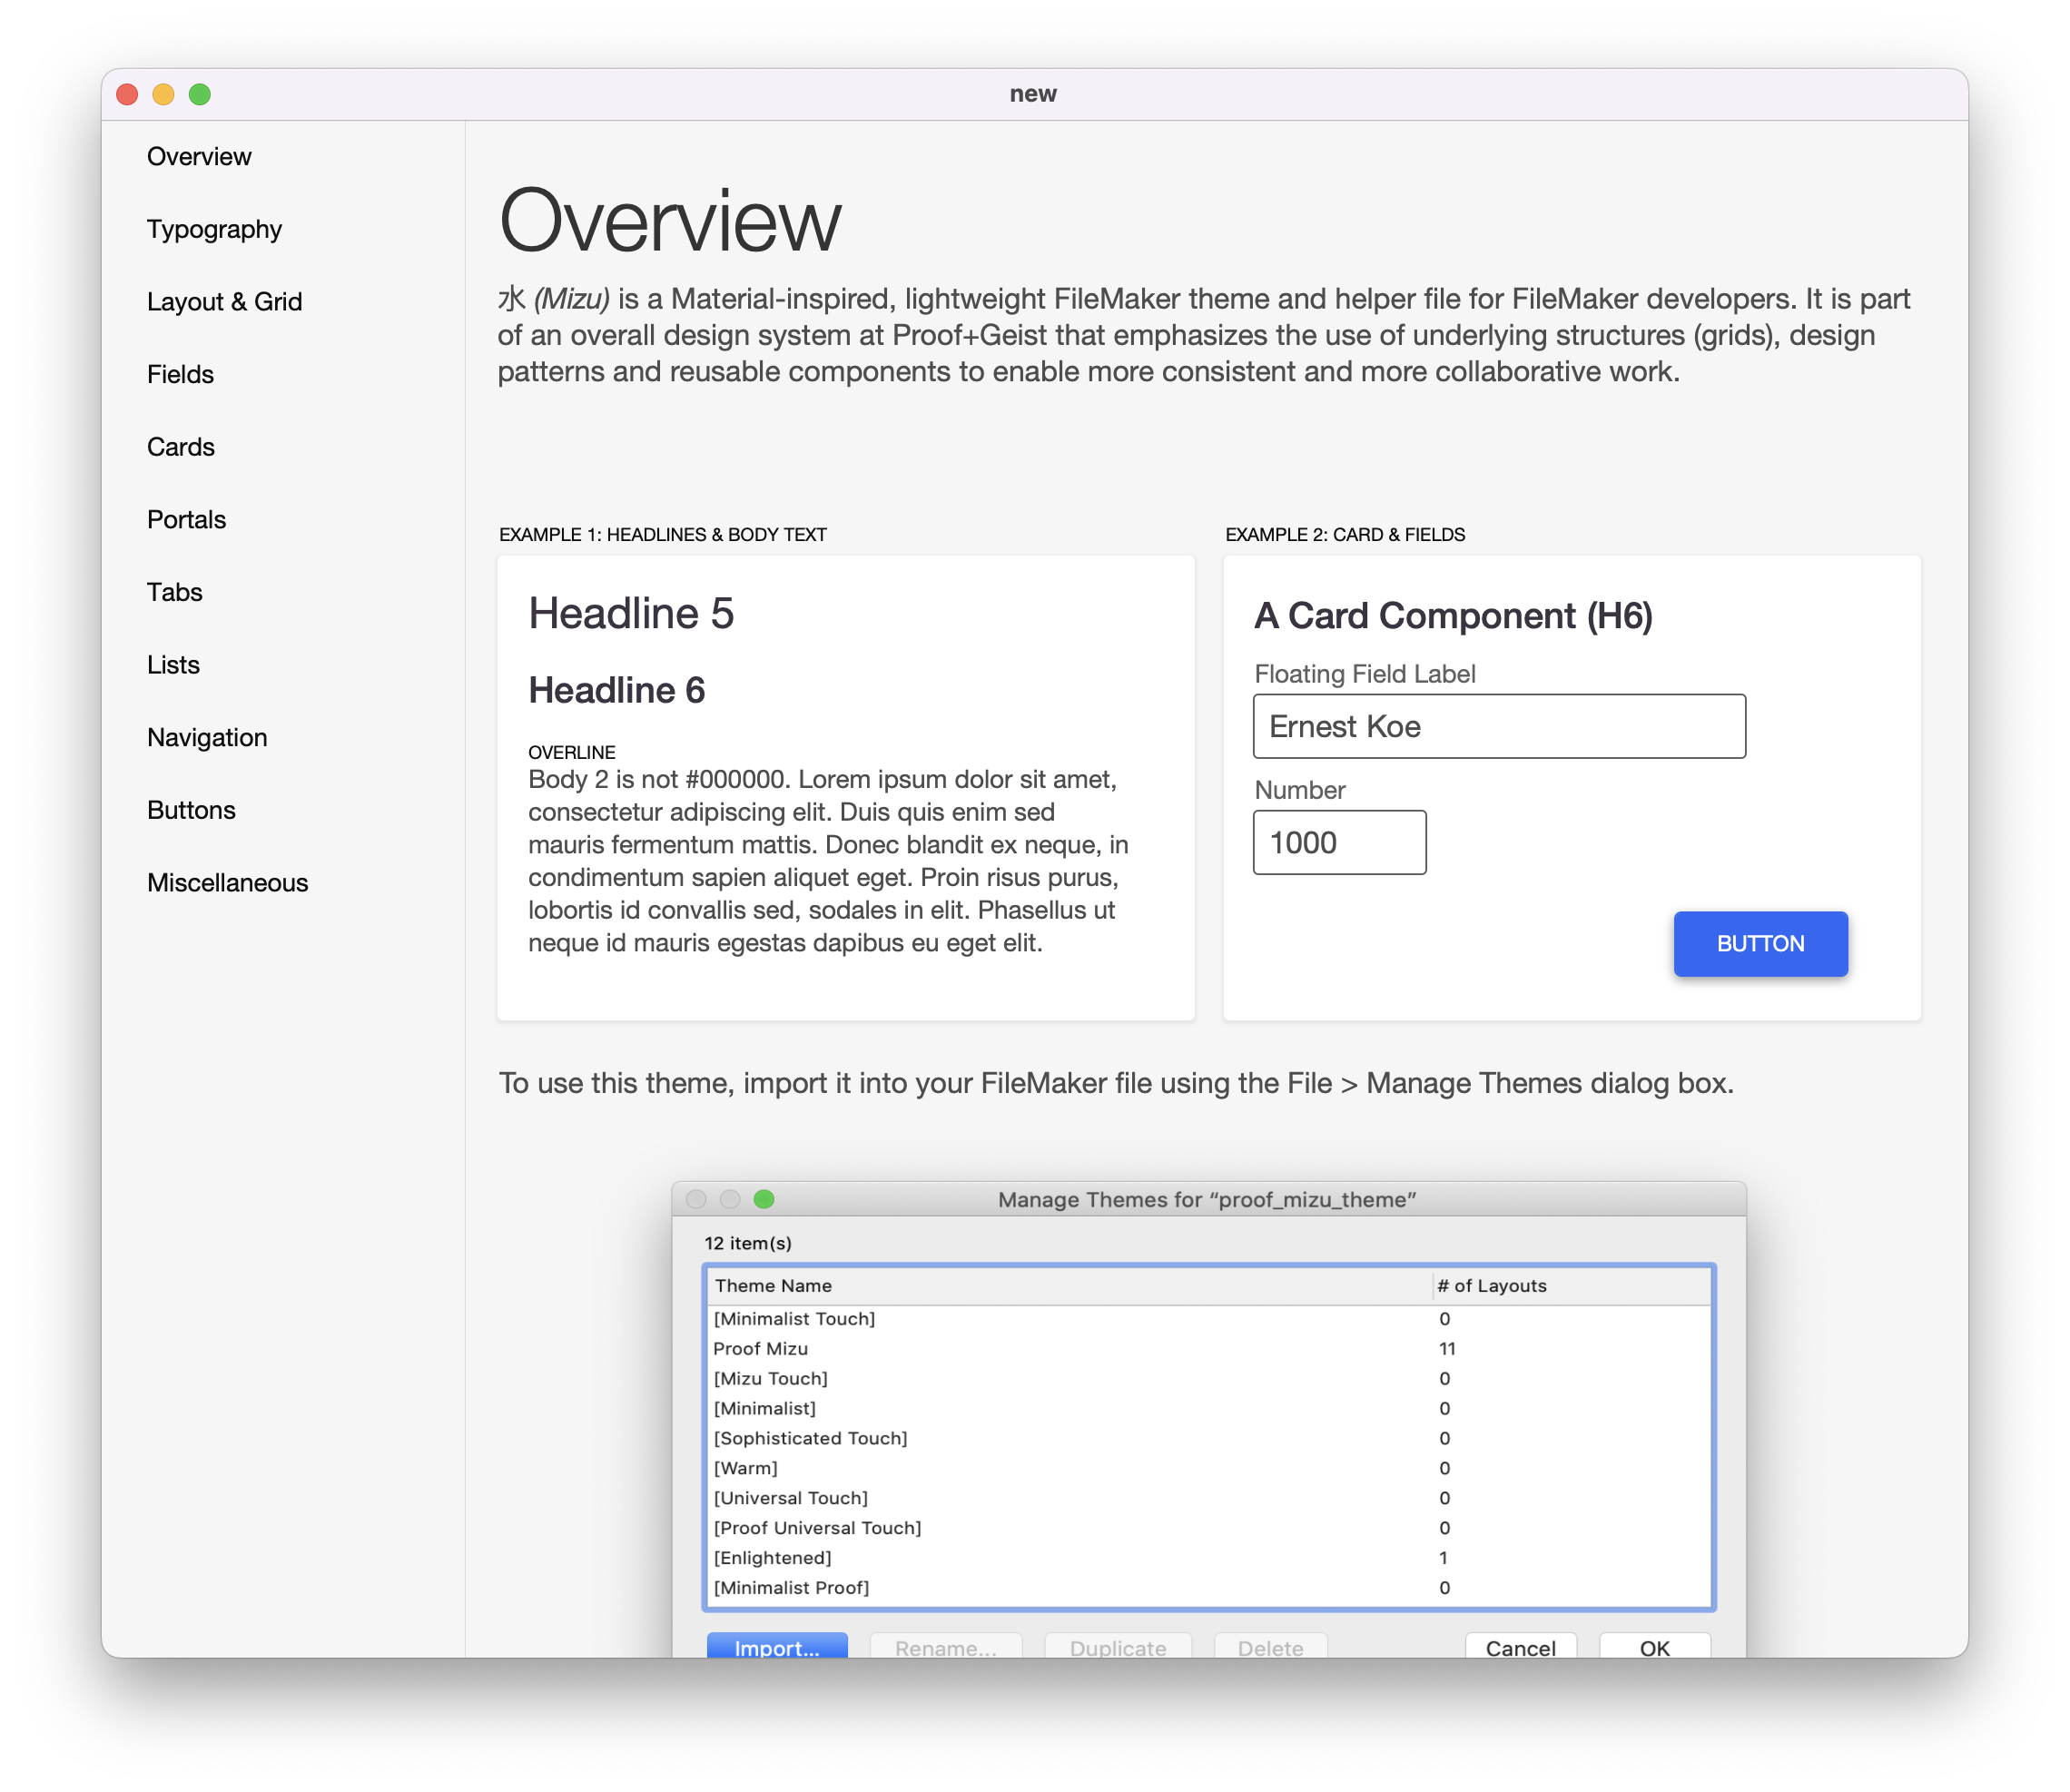 new
Overview
Typography
Layout & Grid
Fields
Cards
Portals
Tabs
Lists
Navigation
Buttons
Miscellaneous
Overview
水 (Mizu) is a Material-inspired, lightweight FileMaker theme and helper file for FileMaker developers. It is part
of an overall design system at Proof+Geist that emphasizes the use of underlying structures (grids), design
patterns and reusable components to enable more consistent and more collaborative work.
EXAMPLE 1: HEADLINES & BODY TEXT
Headline 5
Headline 6
OVERLINE
Body 2 is not #000000. Lorem ipsum dolor sit amet,
consectetur adipiscing elit. Duis quis enim sed
mauris fermentum mattis. Donec blandit ex neque, in
condimentum sapien aliquet eget. Proin risus purus,
lobortis id convallis sed, sodales in elit. Phasellus ut
neque id mauris egestas dapibus eu eget elit.
EXAMPLE 2: CARD & FIELDS
A Card Component (H6)
Floating Field Label
Ernest Koe
Number
1000
BUTTON
To use this theme, import it into your FileMaker file using the File > Manage Themes dialog box.
Manage Themes for “proof_mizu_theme”
12 item(s)
Theme Name # of Layouts
[Minimalist Touch] 0
Proof Mizu 11
[Mizu Touch] 0
[Minimalist] 0
[Sophisticated Touch] 0
[Warm] 0
[Universal Touch] 0
[Proof Universal Touch] 0
[Enlightened] 1
[Minimalist Proof] 0
Import... Rename... Duplicate Delete Cancel OK